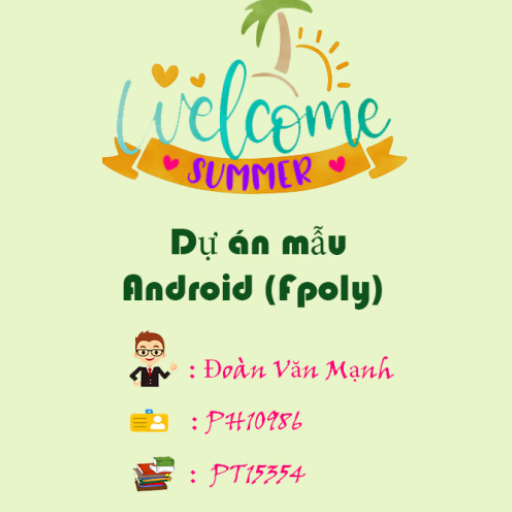 Welcome
SUMMER
Dự án mẫu
Android (Fpoly)
: Đoàn Văn Mạnh
: PH10986
: PT15354